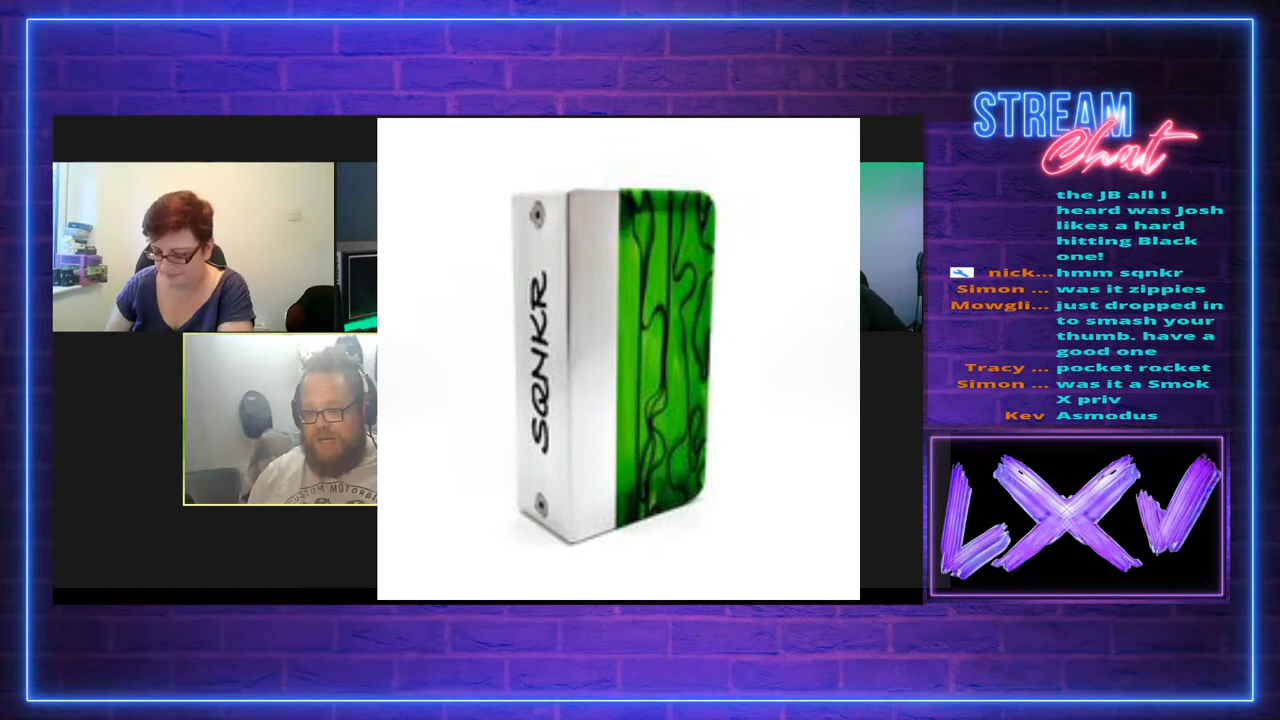 STREAM
Chat
the JB all I
heard was Josh
likes a hard
hitting Black
one!
nick... hmm sqnkr
Simon ... was it zippies
Mowgli... just dropped in
to smash your
thumb. have a
good one
Tracy ... pocket rocket
Simon ... was it a Smok
X priv
Kev Asmodus
SQNKR
LXV